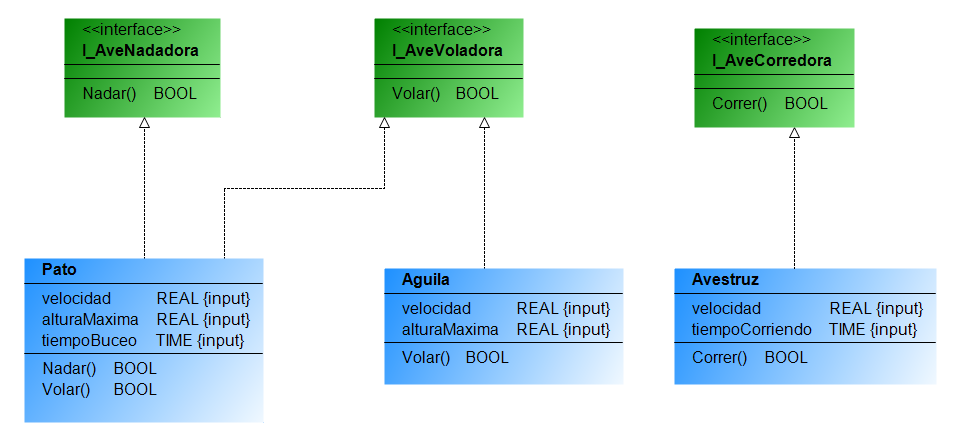 <<interface>>
I_AveNadadora
Nadar() BOOL
<<interface>>
I_AveVoladora
Volar() BOOL
<<interface>>
I_AveCorredora
Correr() BOOL
Pato
velocidad REAL {input}
alturaMaxima REAL {input}
tiempoBuceo TIME {input}
Nadar() BOOL
Volar() BOOL
Aguila
velocidad REAL {input}
alturaMaxima REAL {input}
Volar() BOOL
Avestruz
velocidad REAL {input}
tiempoCorriendo TIME {input}
Correr() BOOL